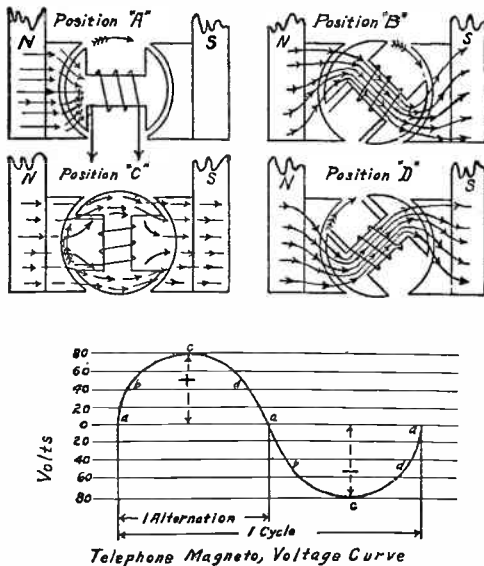 Position "A"
N S
Position "B"
N S
Position "C"
N S
Position "D"
N S
80
60
40
20
0
20
40
60
80
Volts
a b c d a b c d a
+
–
1 Alternation
1 Cycle
Telephone Magneto, Voltage Curve